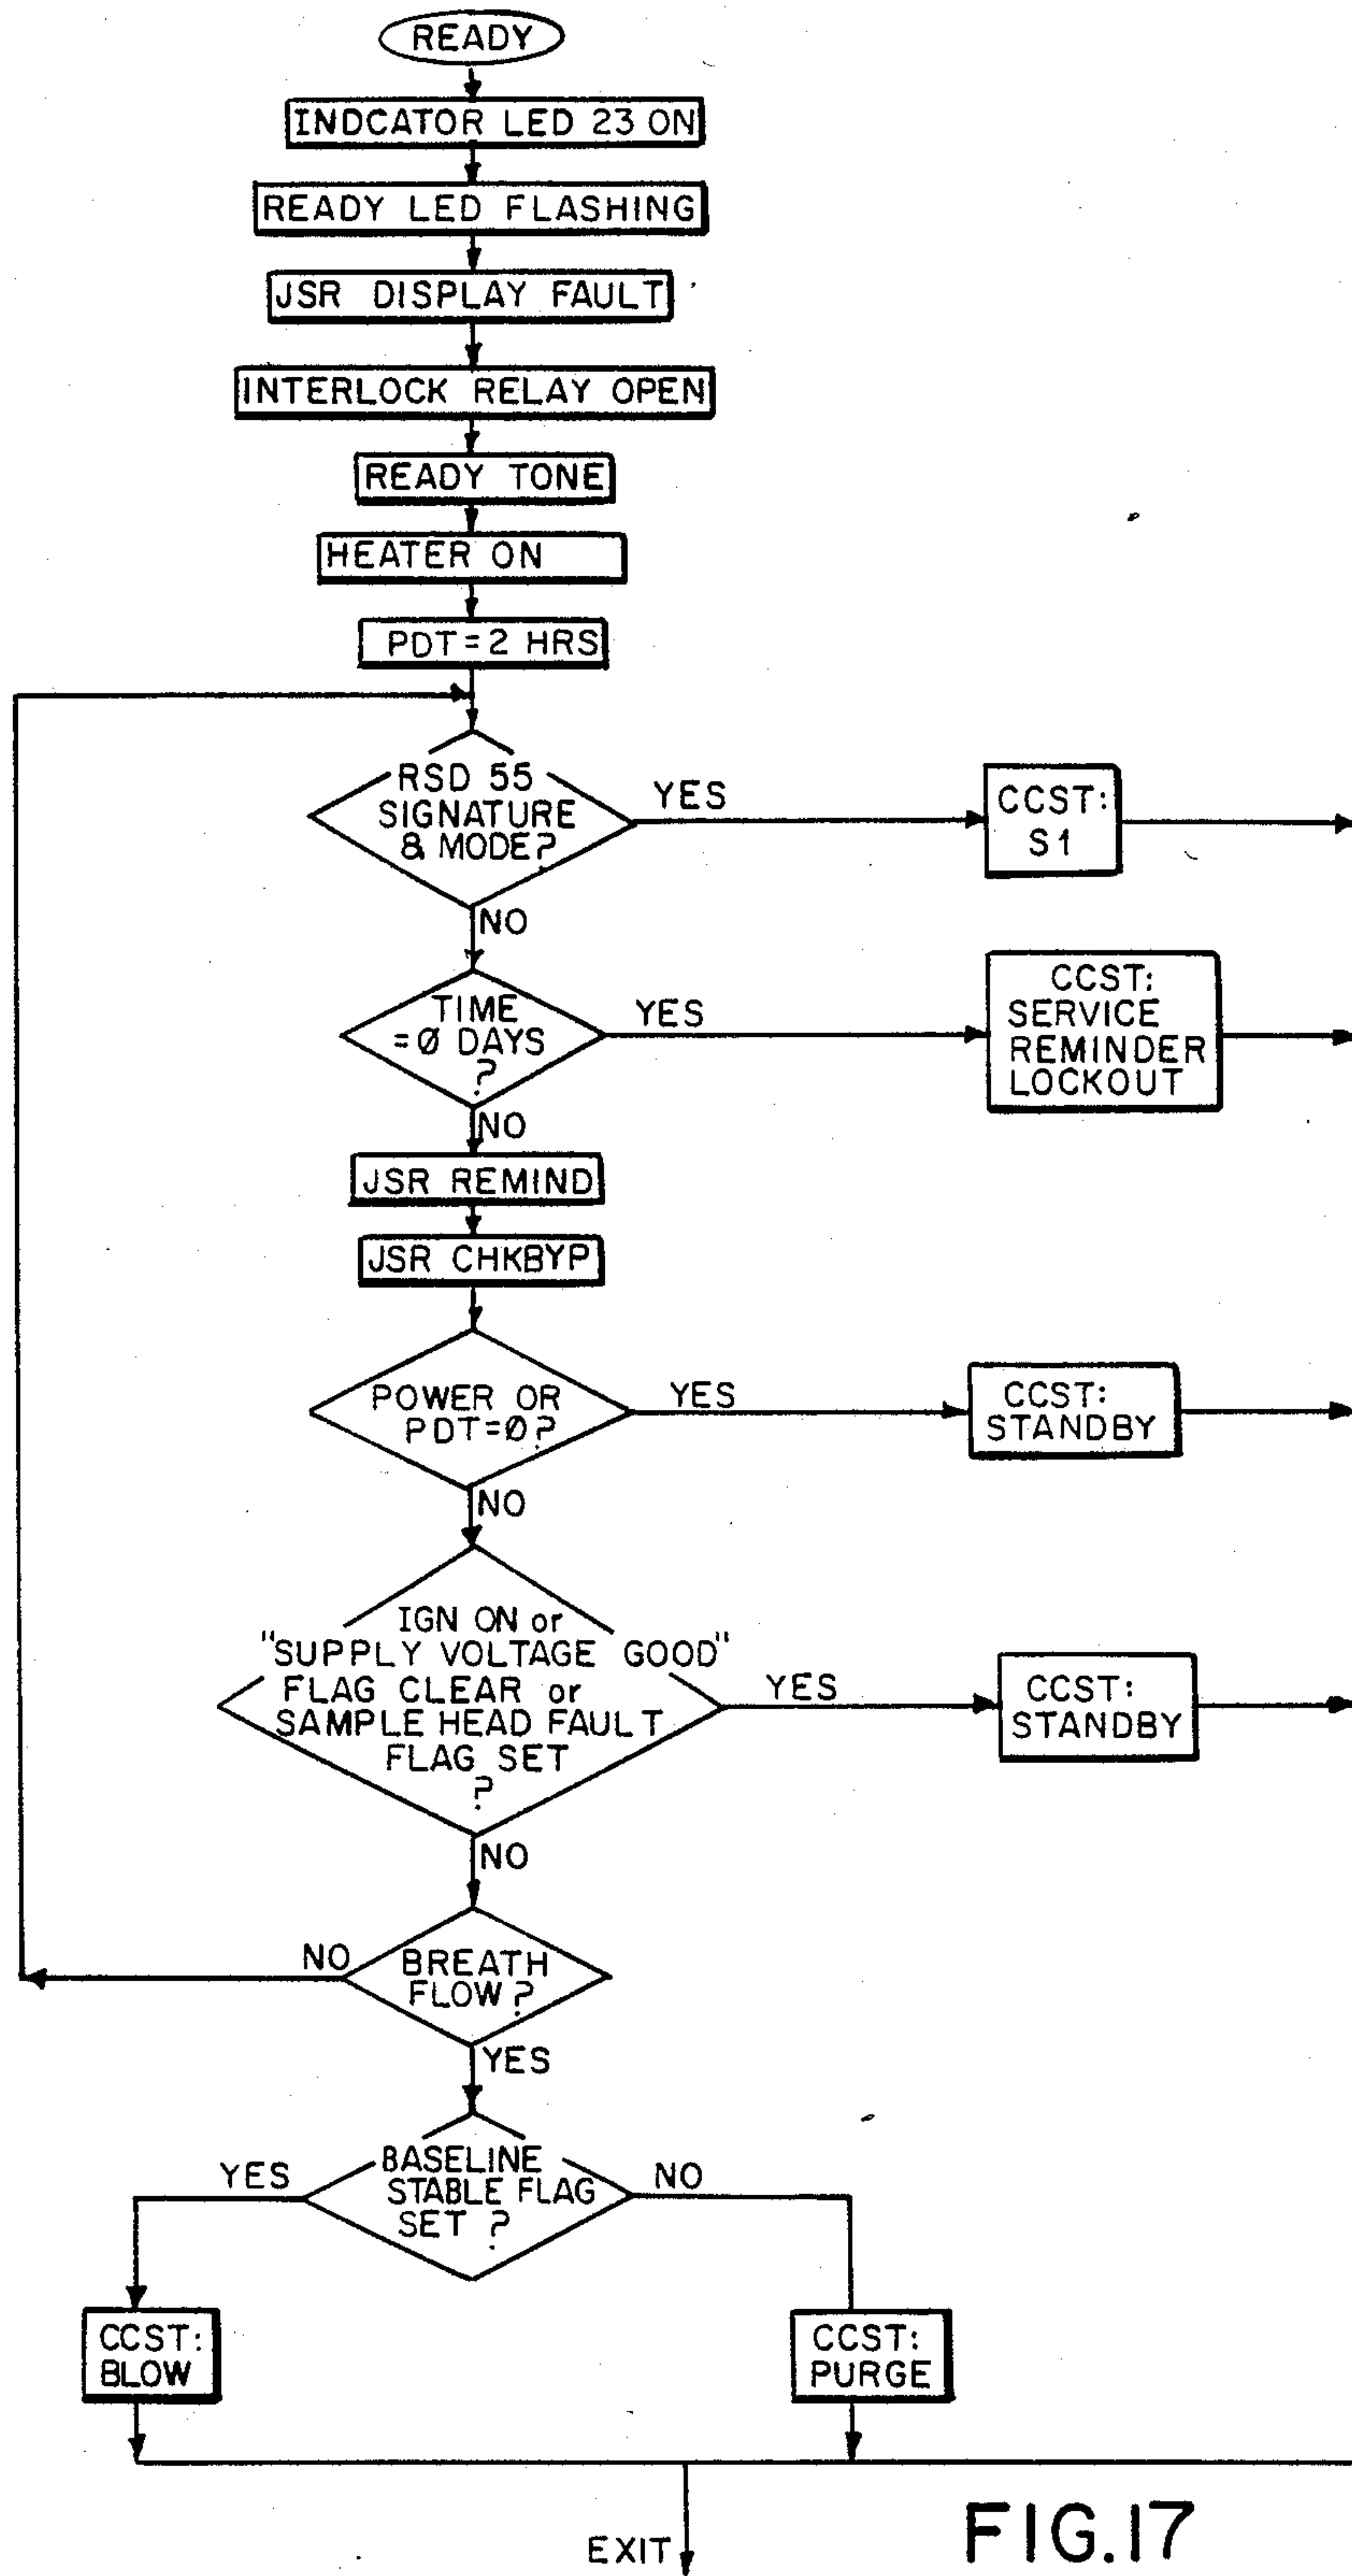 READY
INDCATOR LED 23 ON
READY LED FLASHING
JSR DISPLAY FAULT
INTERLOCK RELAY OPEN
READY TONE
HEATER ON
PDT=2 HRS
RSD 55
SIGNATURE
& MODE?
YES
CCST:
S1
NO
TIME
=Ø DAYS
?
YES
CCST:
SERVICE
REMINDER
LOCKOUT
NO
JSR REMIND
JSR CHKBYP
POWER OR
PDT=Ø?
YES
CCST:
STANDBY
NO
IGN ON or
"SUPPLY VOLTAGE GOOD"
FLAG CLEAR or
SAMPLE HEAD FAULT
FLAG SET
?
YES
CCST:
STANDBY
NO
BREATH
FLOW?
NO
YES
BASELINE
STABLE FLAG
SET ?
YES
NO
CCST:
BLOW
CCST:
PURGE
EXIT
FIG.17